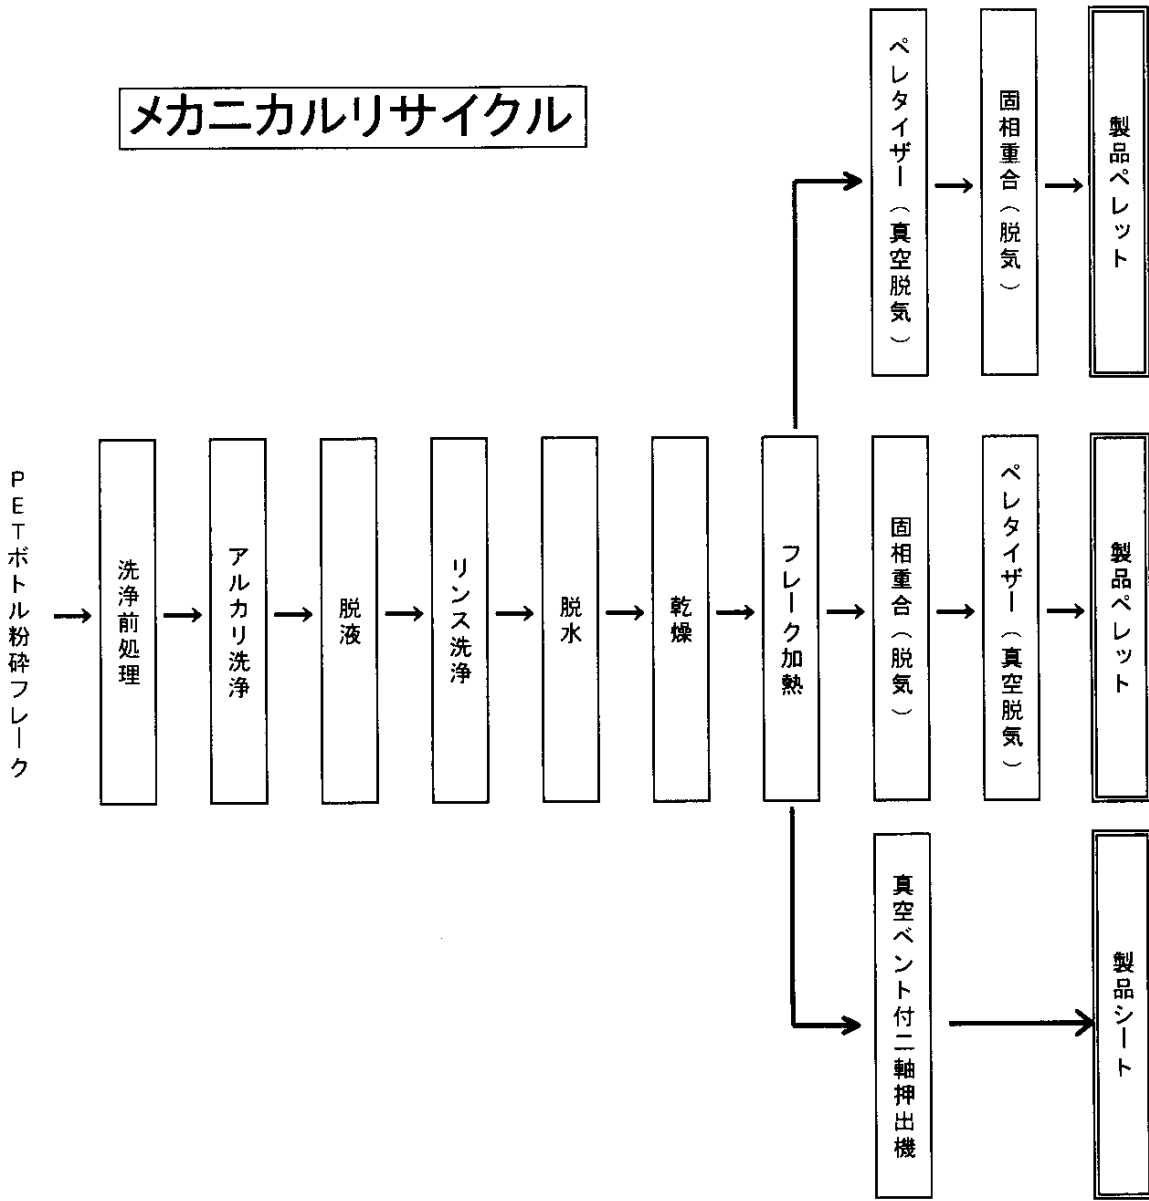 メカニカルリサイクル
PETボトル粉砕フレーク
洗浄前処理
アルカリ洗浄
脱液
リンス洗浄
脱水
乾燥
フレーク加熱
ペレタイザー（真空脱気）
固相重合（脱気）
製品ペレット
固相重合（脱気）
ペレタイザー（真空脱気）
製品ペレット
真空ベント付二軸押出機
製品シート